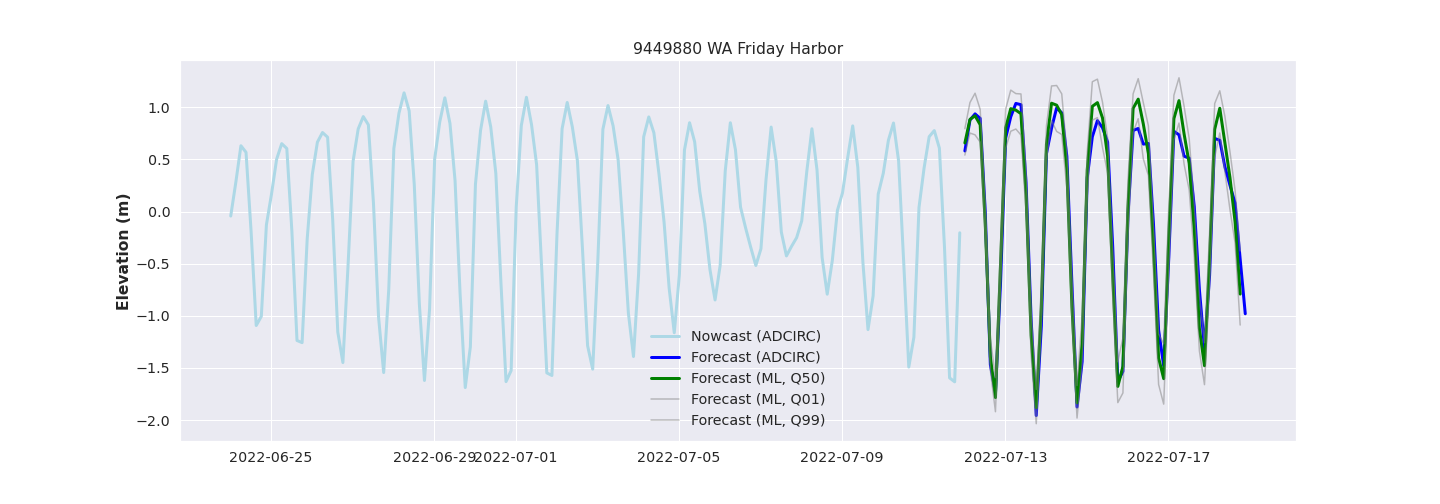 9449880 WA Friday Harbor
Elevation (m)
1.0
0.5
0.0
−0.5
−1.0
−1.5
−2.0
Nowcast (ADCIRC)
Forecast (ADCIRC)
Forecast (ML, Q50)
Forecast (ML, Q01)
Forecast (ML, Q99)
2022-06-25 2022-06-29 2022-07-01 2022-07-05 2022-07-09 2022-07-13 2022-07-17